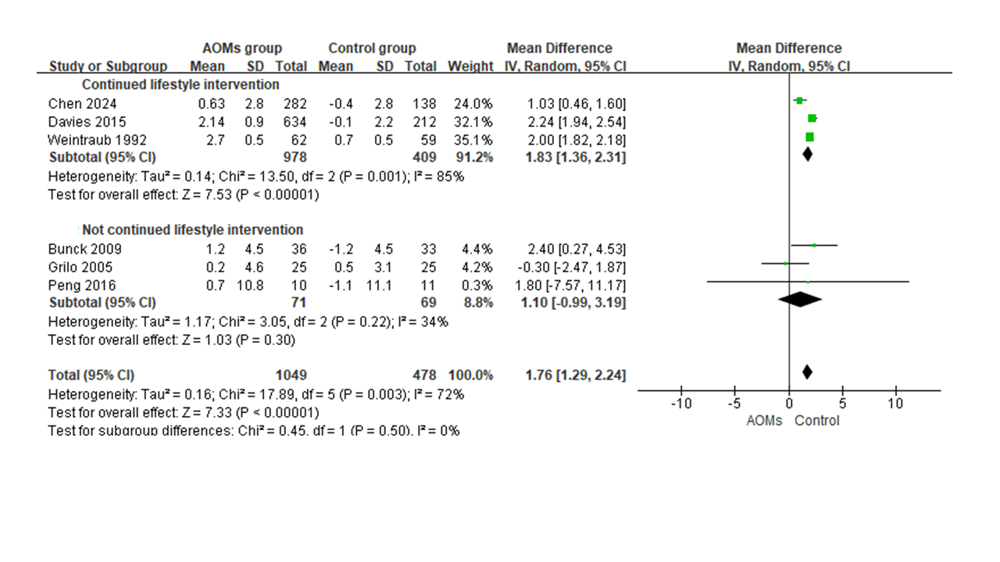 AOMs group Control group Mean Difference Mean Difference
Study or Subgroup Mean SD Total Mean SD Total Weight IV, Random, 95% CI IV, Random, 95% CI
Continued lifestyle intervention
Chen 2024 0.63 2.8 282 -0.4 2.8 138 24.0% 1.03 [0.46, 1.60]
Davies 2015 2.14 0.9 634 -0.1 2.2 212 32.1% 2.24 [1.94, 2.54]
Weintraub 1992 2.7 0.5 62 0.7 0.5 59 35.1% 2.00 [1.82, 2.18]
Subtotal (95% CI) 978 409 91.2% 1.83 [1.36, 2.31]
Heterogeneity: Tau² = 0.14; Chi² = 13.50, df = 2 (P = 0.001); I² = 85%
Test for overall effect: Z = 7.53 (P < 0.00001)
Not continued lifestyle intervention
Bunck 2009 1.2 4.5 36 -1.2 4.5 33 4.4% 2.40 [0.27, 4.53]
Grilo 2005 0.2 4.6 25 0.5 3.1 25 4.2% -0.30 [-2.47, 1.87]
Peng 2016 0.7 10.8 10 -1.1 11.1 11 0.3% 1.80 [-7.57, 11.17]
Subtotal (95% CI) 71 69 8.8% 1.10 [-0.99, 3.19]
Heterogeneity: Tau² = 1.17; Chi² = 3.05, df = 2 (P = 0.22); I² = 34%
Test for overall effect: Z = 1.03 (P = 0.30)
Total (95% CI) 1049 478 100.0% 1.76 [1.29, 2.24]
Heterogeneity: Tau² = 0.16; Chi² = 17.89, df = 5 (P = 0.003); I² = 72%
Test for overall effect: Z = 7.33 (P < 0.00001)
Test for subgroup differences: Chi² = 0.45, df = 1 (P = 0.50), I² = 0%
-10 -5 0 5 10
AOMs Control